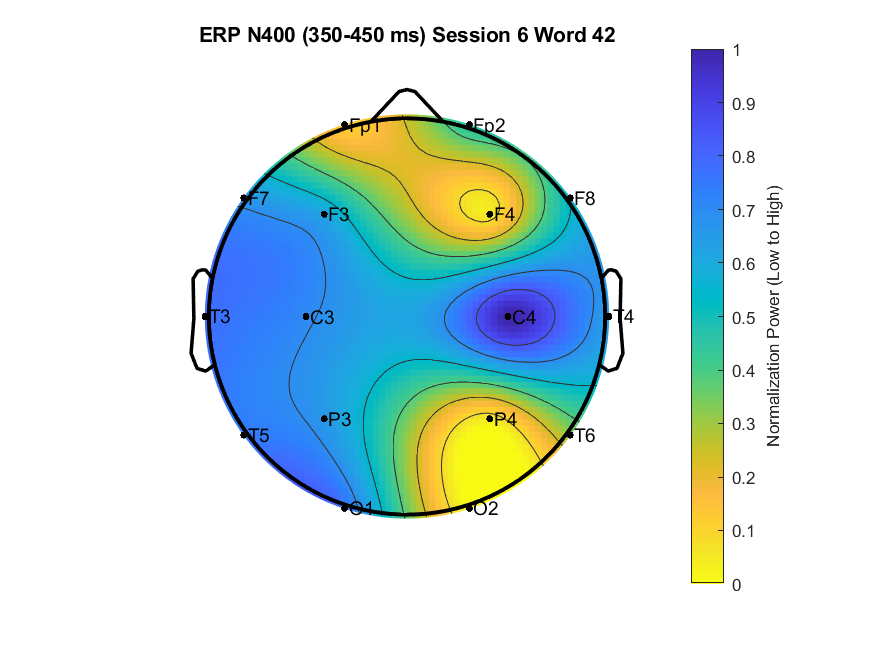 ERP N400 (350-450 ms) Session 6 Word 42
Fp1
Fp2
F7
F3
F4
F8
T3
C3
C4
T4
T5
P3
P4
T6
O1
O2
1
0.9
0.8
0.7
0.6
0.5
0.4
0.3
0.2
0.1
0
Normalization Power (Low to High)